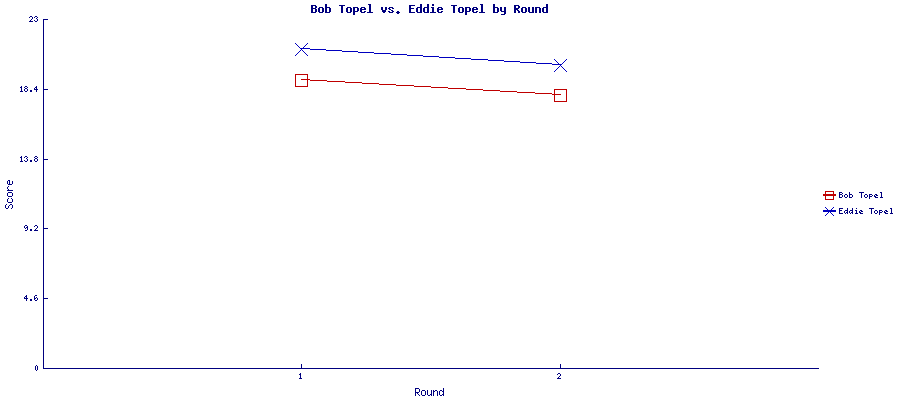 Bob Topel vs. Eddie Topel by Round
23
18.4
13.8
9.2
4.6
0
Score
1
2
Round
Bob Topel
Eddie Topel